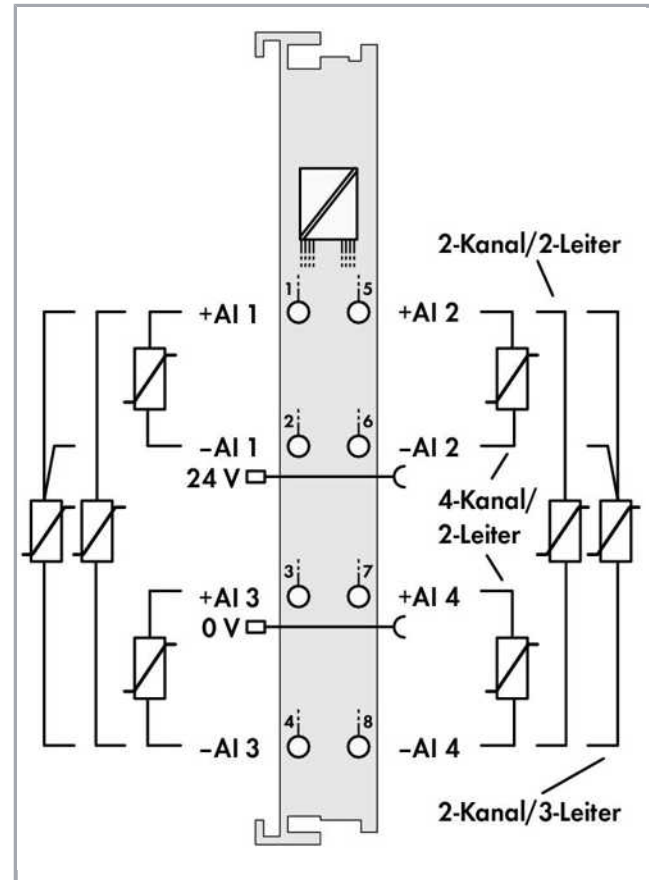 2-Kanal/2-Leiter
1 5
+AI 1 +AI 2
2 6
–AI 1 –AI 2
24 V
4-Kanal/
2-Leiter
3 7
+AI 3 +AI 4
0 V
4 8
–AI 3 –AI 4
2-Kanal/3-Leiter